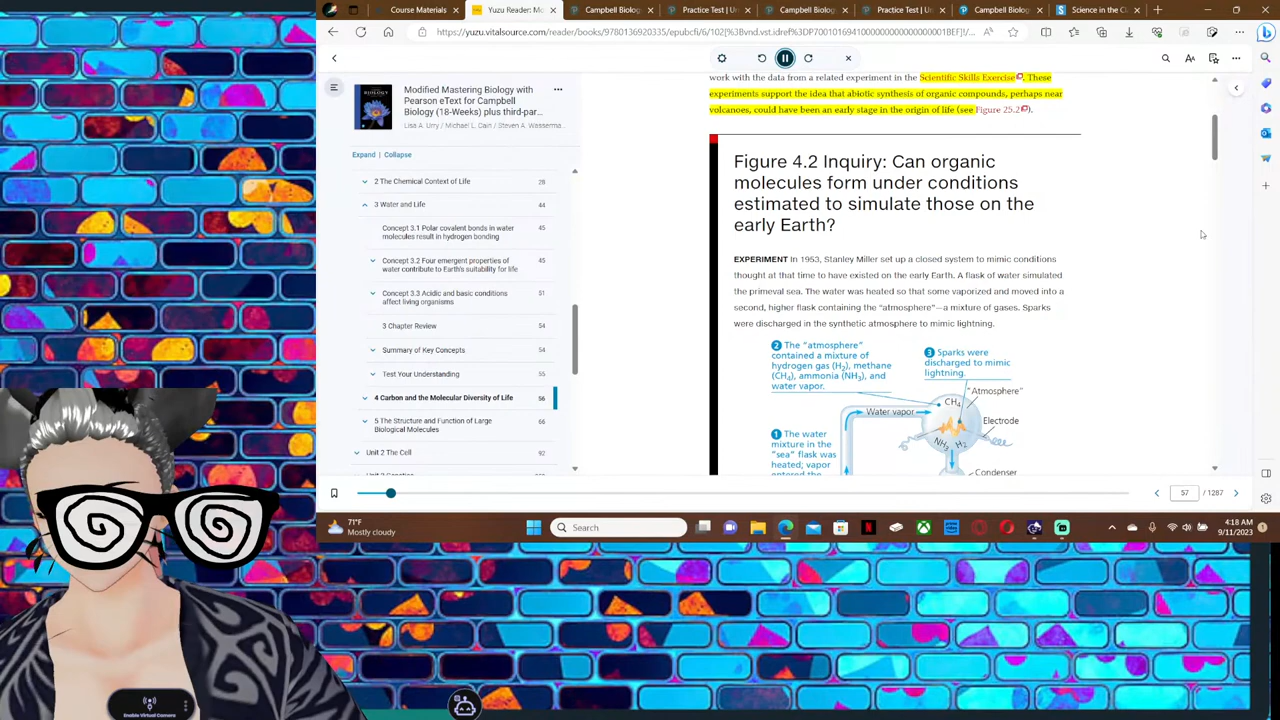 Course Materials
Yuzu Reader: Mo
Campbell Biolog
Campbell Biolog
Practice Test | Un
Campbell Biolog
Practice Test | Un
Campbell Biolog
Science in the Cu
https://yuzu.vitalsource.com/reader/books/9780136920335/epubcfi/6/102[%3Bvnd.vst.idref%3DP7001016941000000000000000001BEF]!/...
work with the data from a related experiment in the Scientific Skills Exercise. These
experiments support the idea that abiotic synthesis of organic compounds, perhaps near
volcanoes, could have been an early stage in the origin of life (see Figure 25.2).
Modified Mastering Biology with
Pearson eText for Campbell
Biology (18-Weeks) plus third-par...
Lisa A. Urry / Michael L. Cain / Steven A. Wasserma...
Expand | Collapse
2 The Chemical Context of Life 28
3 Water and Life 44
Concept 3.1 Polar covalent bonds in water 45
molecules result in hydrogen bonding
Concept 3.2 Four emergent properties of 45
water contribute to Earth's suitability for life
Concept 3.3 Acidic and basic conditions 51
affect living organisms
3 Chapter Review 54
Summary of Key Concepts 54
Test Your Understanding 55
4 Carbon and the Molecular Diversity of Life 56
5 The Structure and Function of Large 66
Biological Molecules
Unit 2 The Cell 92
Figure 4.2 Inquiry: Can organic
molecules form under conditions
estimated to simulate those on the
early Earth?
EXPERIMENT In 1953, Stanley Miller set up a closed system to mimic conditions
thought at that time to have existed on the early Earth. A flask of water simulated
the primeval sea. The water was heated so that some vaporized and moved into a
second, higher flask containing the “atmosphere”—a mixture of gases. Sparks
were discharged in the synthetic atmosphere to mimic lightning.
2 The “atmosphere”
contained a mixture of
hydrogen gas (H2), methane
(CH4), ammonia (NH3), and
water vapor.
3 Sparks were
discharged to mimic
lightning.
“Atmosphere”
CH4
Water vapor
Electrode
NH3 H2
1 The water
mixture in the
“sea” flask was
heated; vapor
entered the
Condenser
57 / 1287
71°F
Mostly cloudy
Search
4:18 AM
9/11/2023
Enable Virtual Camera